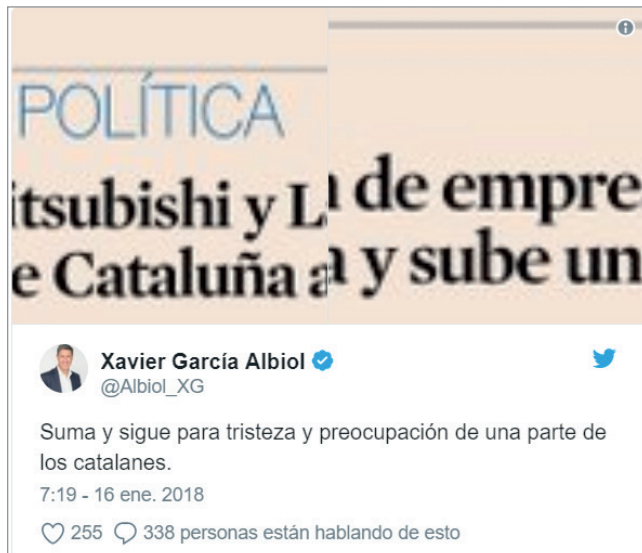 POLÍTICA
itsubishi y L
e Cataluña a
de empre
y sube un
Xavier García Albiol
@Albiol_XG
Suma y sigue para tristeza y preocupación de una parte de
los catalanes.
7:19 - 16 ene. 2018
255 338 personas están hablando de esto